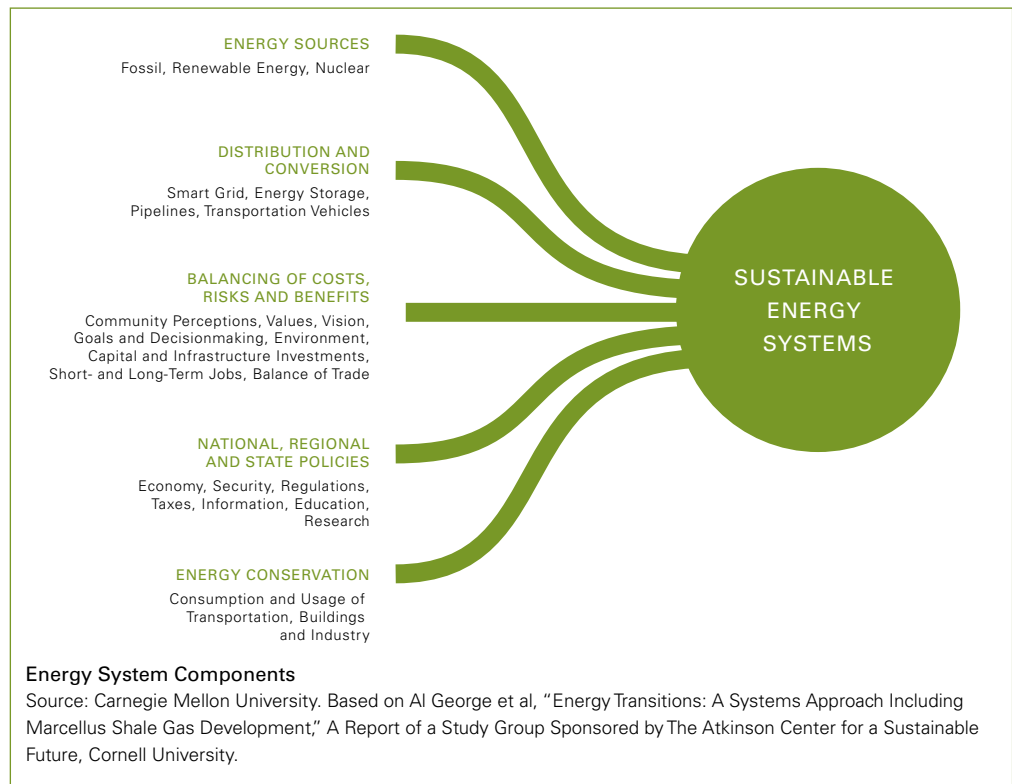 ENERGY SOURCES
Fossil, Renewable Energy, Nuclear
DISTRIBUTION AND
CONVERSION
Smart Grid, Energy Storage,
Pipelines, Transportation Vehicles
BALANCING OF COSTS,
RISKS AND BENEFITS
Community Perceptions, Values, Vision,
Goals and Decisionmaking, Environment,
Capital and Infrastructure Investments,
Short- and Long-Term Jobs, Balance of Trade
NATIONAL, REGIONAL
AND STATE POLICIES
Economy, Security, Regulations,
Taxes, Information, Education,
Research
ENERGY CONSERVATION
Consumption and Usage of
Transportation, Buildings
and Industry
SUSTAINABLE
ENERGY
SYSTEMS
Energy System Components
Source: Carnegie Mellon University. Based on Al George et al, “Energy Transitions: A Systems Approach Including
Marcellus Shale Gas Development,” A Report of a Study Group Sponsored by The Atkinson Center for a Sustainable
Future, Cornell University.